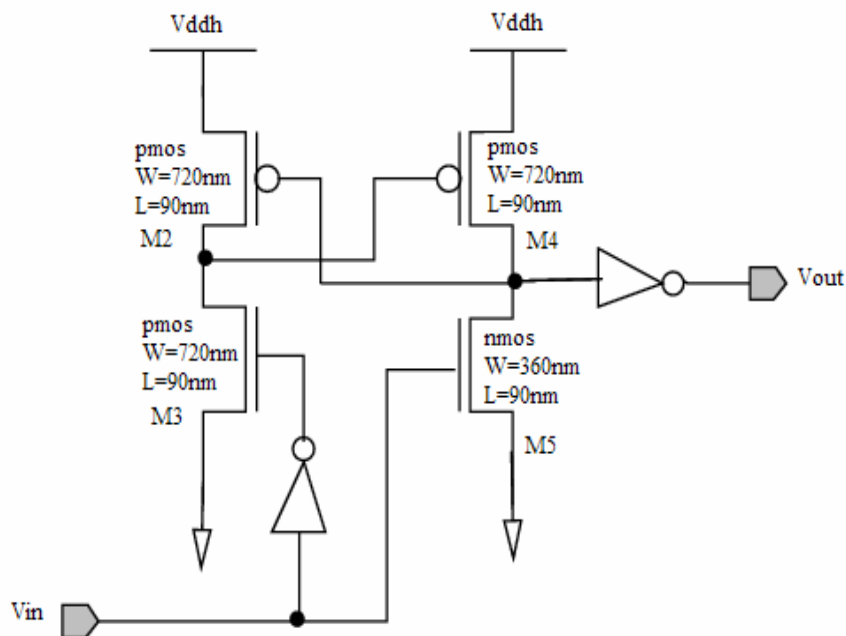 Vddh
Vddh
pmos
W=720nm
L=90nm
M2
pmos
W=720nm
L=90nm
M4
Vout
pmos
W=720nm
L=90nm
M3
nmos
W=360nm
L=90nm
M5
Vin